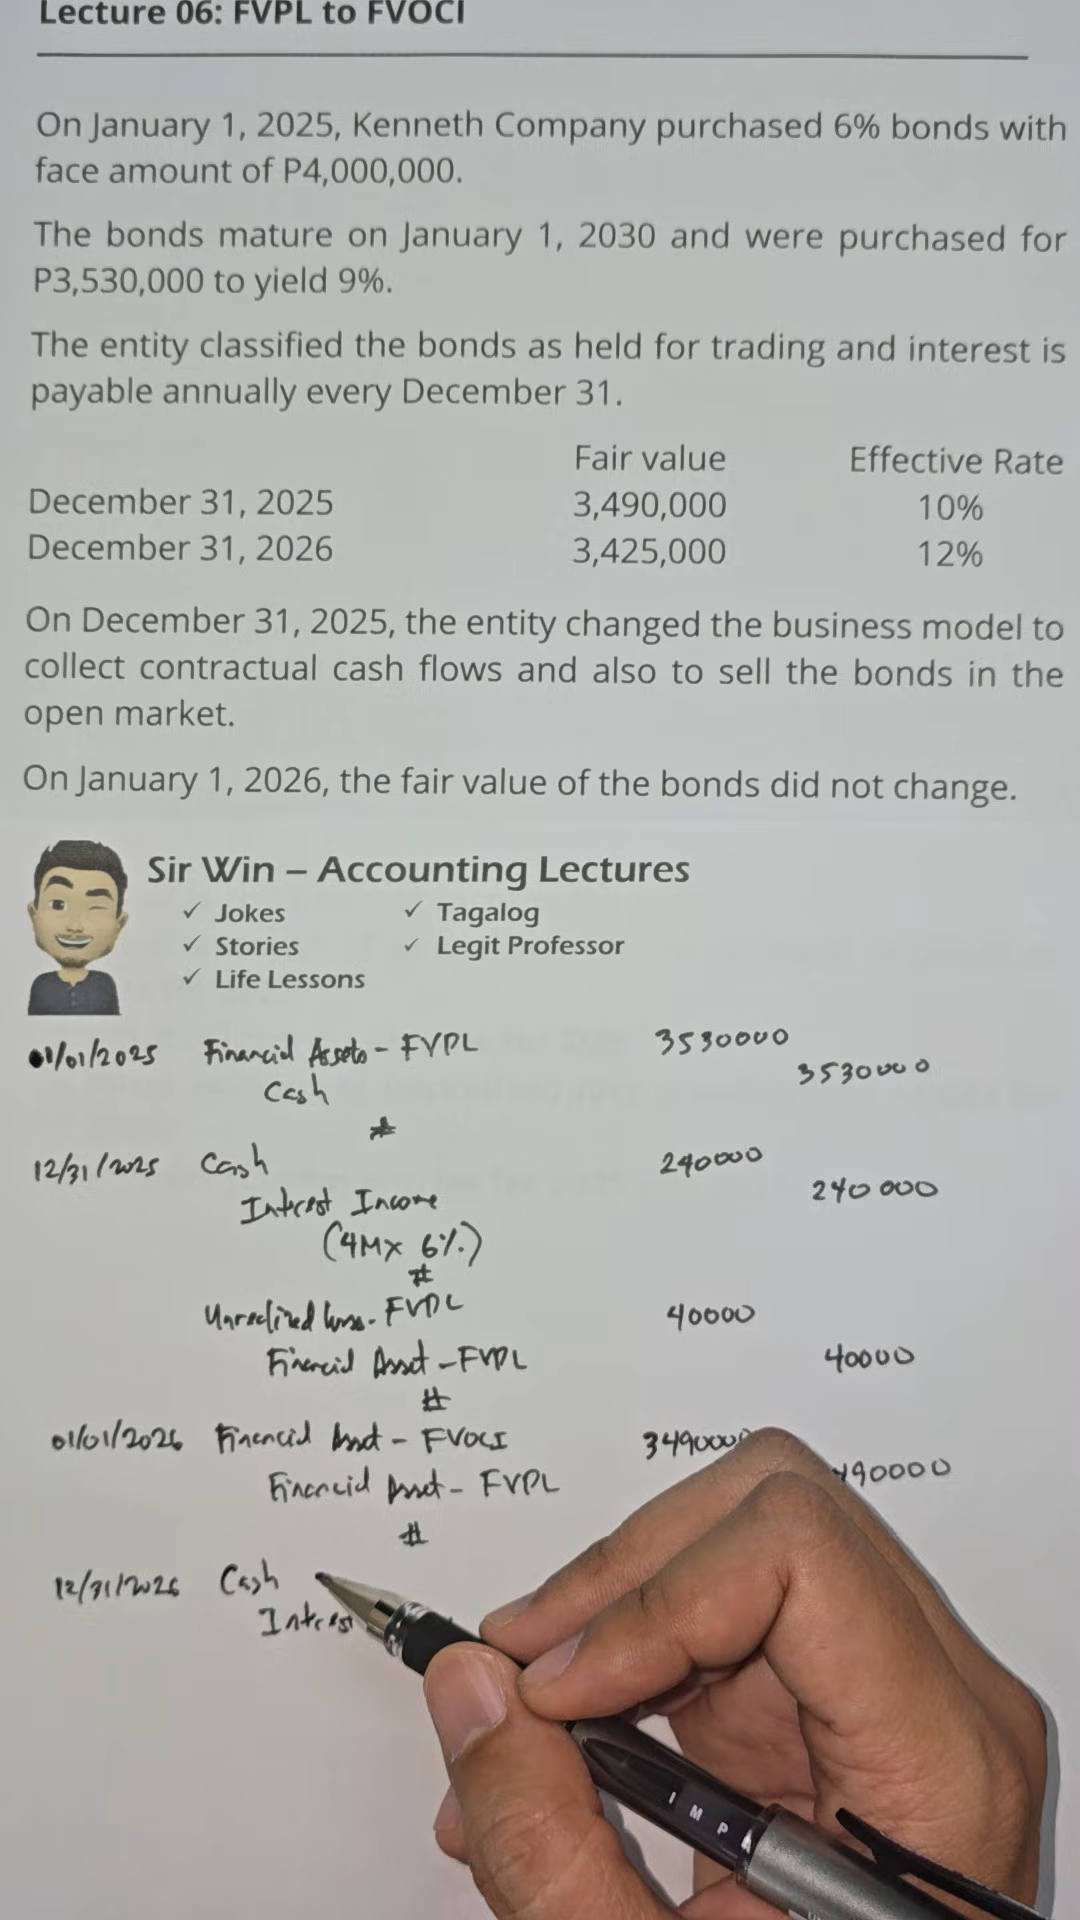 Lecture 06: FVPL to FVOCI
On January 1, 2025, Kenneth Company purchased 6% bonds with
face amount of P4,000,000.
The bonds mature on January 1, 2030 and were purchased for
P3,530,000 to yield 9%.
The entity classified the bonds as held for trading and interest is
payable annually every December 31.
Fair value Effective Rate
December 31, 2025 3,490,000 10%
December 31, 2026 3,425,000 12%
On December 31, 2025, the entity changed the business model to
collect contractual cash flows and also to sell the bonds in the
open market.
On January 1, 2026, the fair value of the bonds did not change.
Sir Win – Accounting Lectures
✓ Jokes ✓ Tagalog
✓ Stories ✓ Legit Professor
✓ Life Lessons
01/01/2025 Financial Assets - FVPL 3530000
Cash 3530000
#
12/31/2025 Cash 240000
Interest Income 240 000
(4M x 6%)
#
Unrealized loss - FVPL 40000
Financial Asset - FVPL 40000
#
01/01/2026 Financial Asset - FVOCI 3490000
Financial Asset - FVPL 490000
#
12/31/2026 Cash
Interes
IMPA